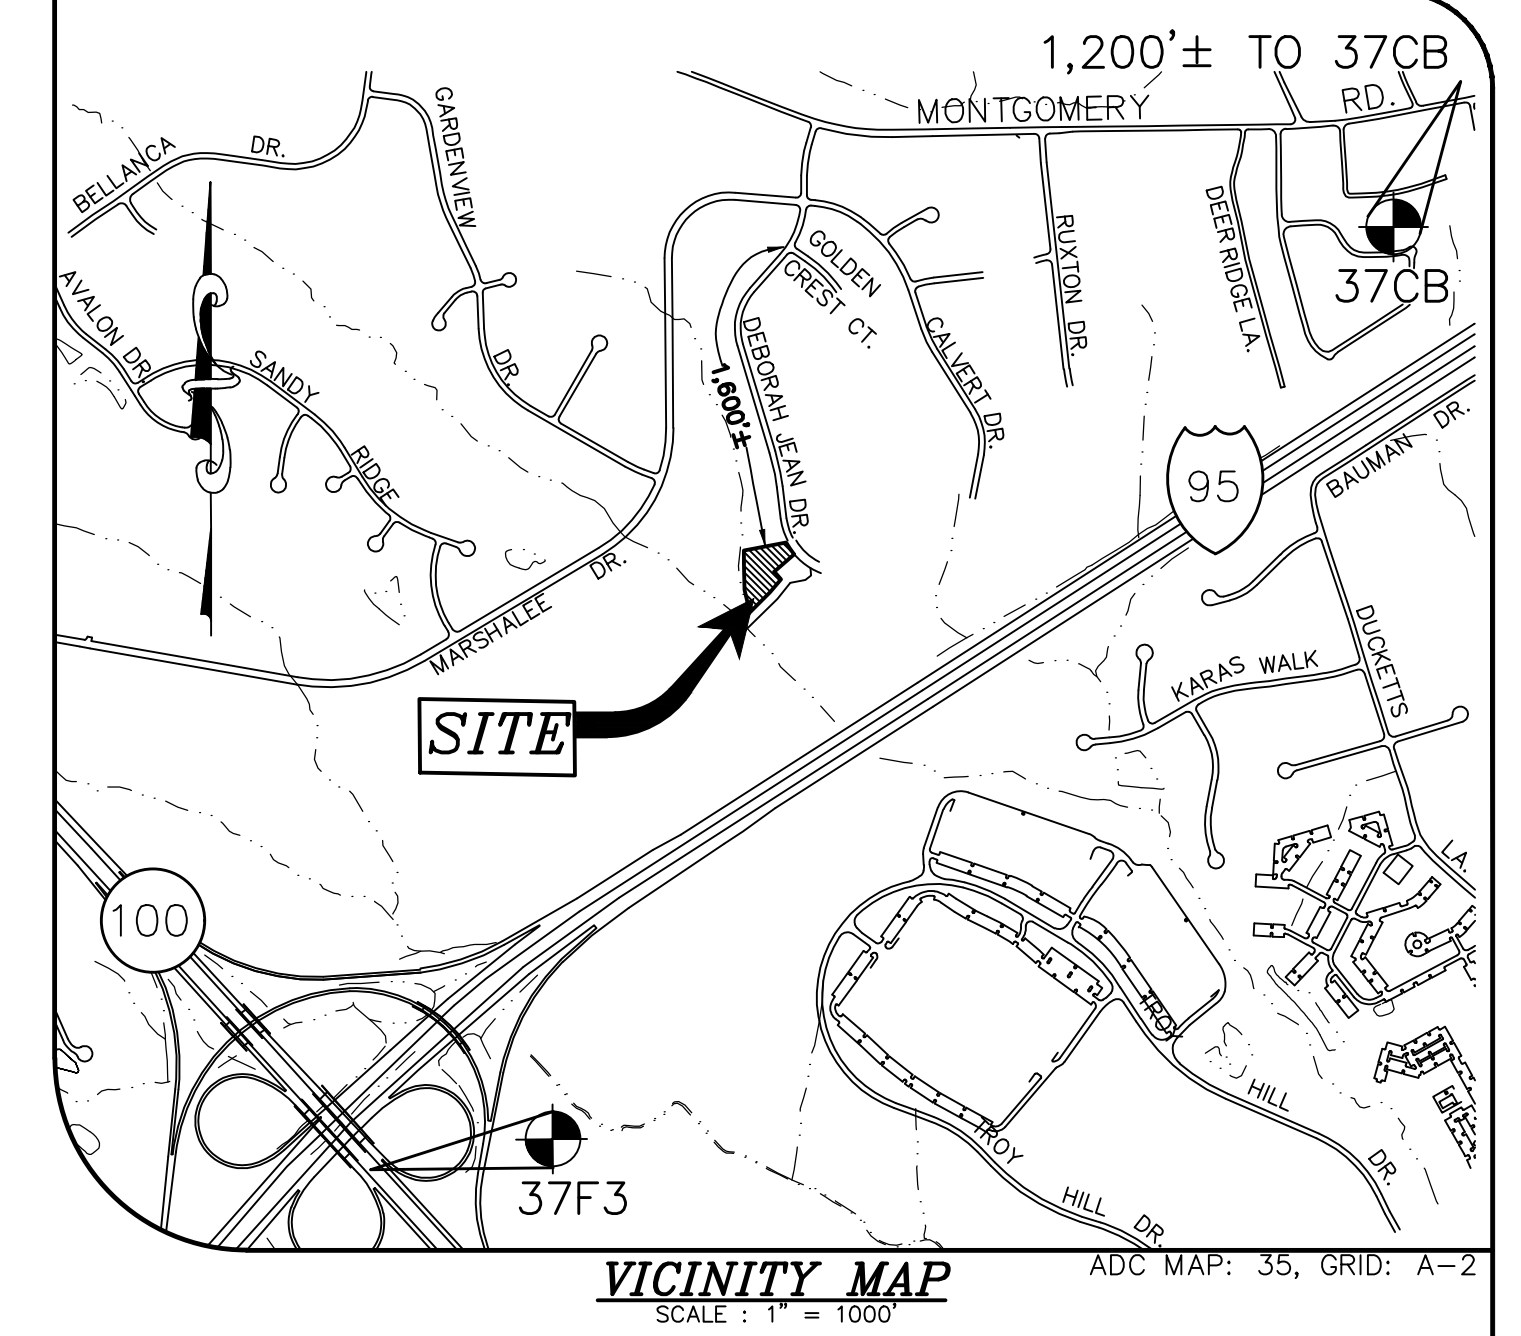 1,200'± TO 37CB
MONTGOMERY RD.
GARDENVIEW DR.
BELLANCA DR.
AVALON DR.
SANDY RIDGE
GOLDEN
CREST CT.
RUXTON DR.
DEER RIDGE LA.
37CB
CALVERT DR.
DEBORAH JEAN DR.
1,600'±
95
BAUMAN DR.
MARSHALEE DR.
DUCKETTS LA.
KARAS WALK
SITE
100
TROY HILL DR.
TROY HILL DR.
37F3
VICINITY MAP
SCALE : 1" = 1000'
ADC MAP: 35, GRID: A-2